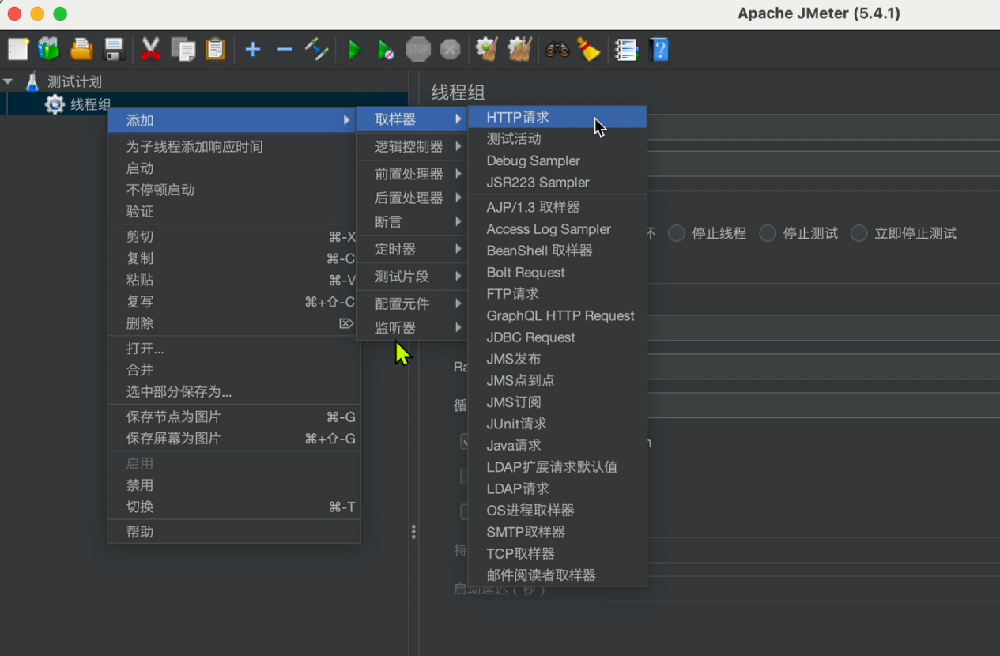 Apache JMeter (5.4.1)
STOP
测试计划
线程组
线程组
添加
为子线程添加响应时间
启动
不停顿启动
验证
剪切 ⌘-X
复制 ⌘-C
粘贴 ⌘-V
复写 ⌘+⇧-C
删除 ⌦
打开...
合并
选中部分保存为...
保存节点为图片 ⌘-G
保存屏幕为图片 ⌘+⇧-G
启用
禁用
切换 ⌘-T
帮助
取样器
逻辑控制器
前置处理器
后置处理器
断言
定时器
测试片段
配置元件
监听器
HTTP请求
测试活动
Debug Sampler
JSR223 Sampler
AJP/1.3 取样器
Access Log Sampler
BeanShell 取样器
Bolt Request
FTP请求
GraphQL HTTP Request
JDBC Request
JMS发布
JMS点到点
JMS订阅
JUnit请求
Java请求
LDAP扩展请求默认值
LDAP请求
OS进程取样器
SMTP取样器
TCP取样器
邮件阅读者取样器
停止线程 停止测试 立即停止测试
Ra
循
持
启动延迟（秒）